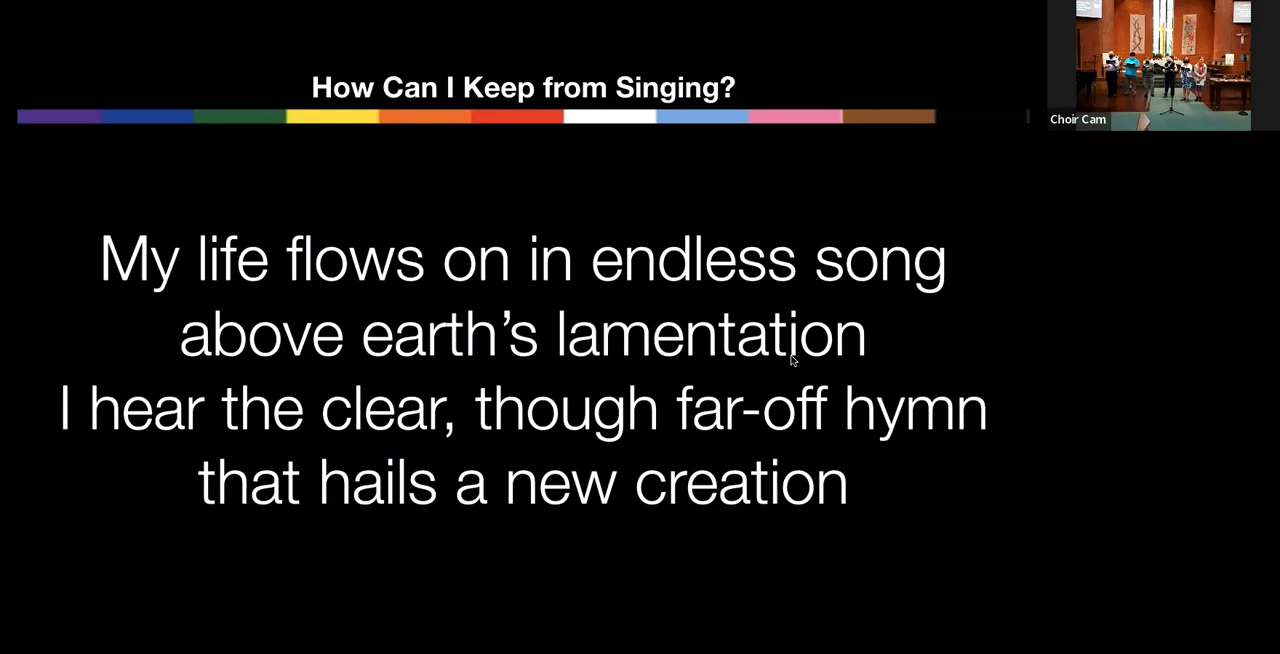 How Can I Keep from Singing?
My life flows on in endless song
above earth’s lamentation
I hear the clear, though far-off hymn
that hails a new creation
Choir Cam